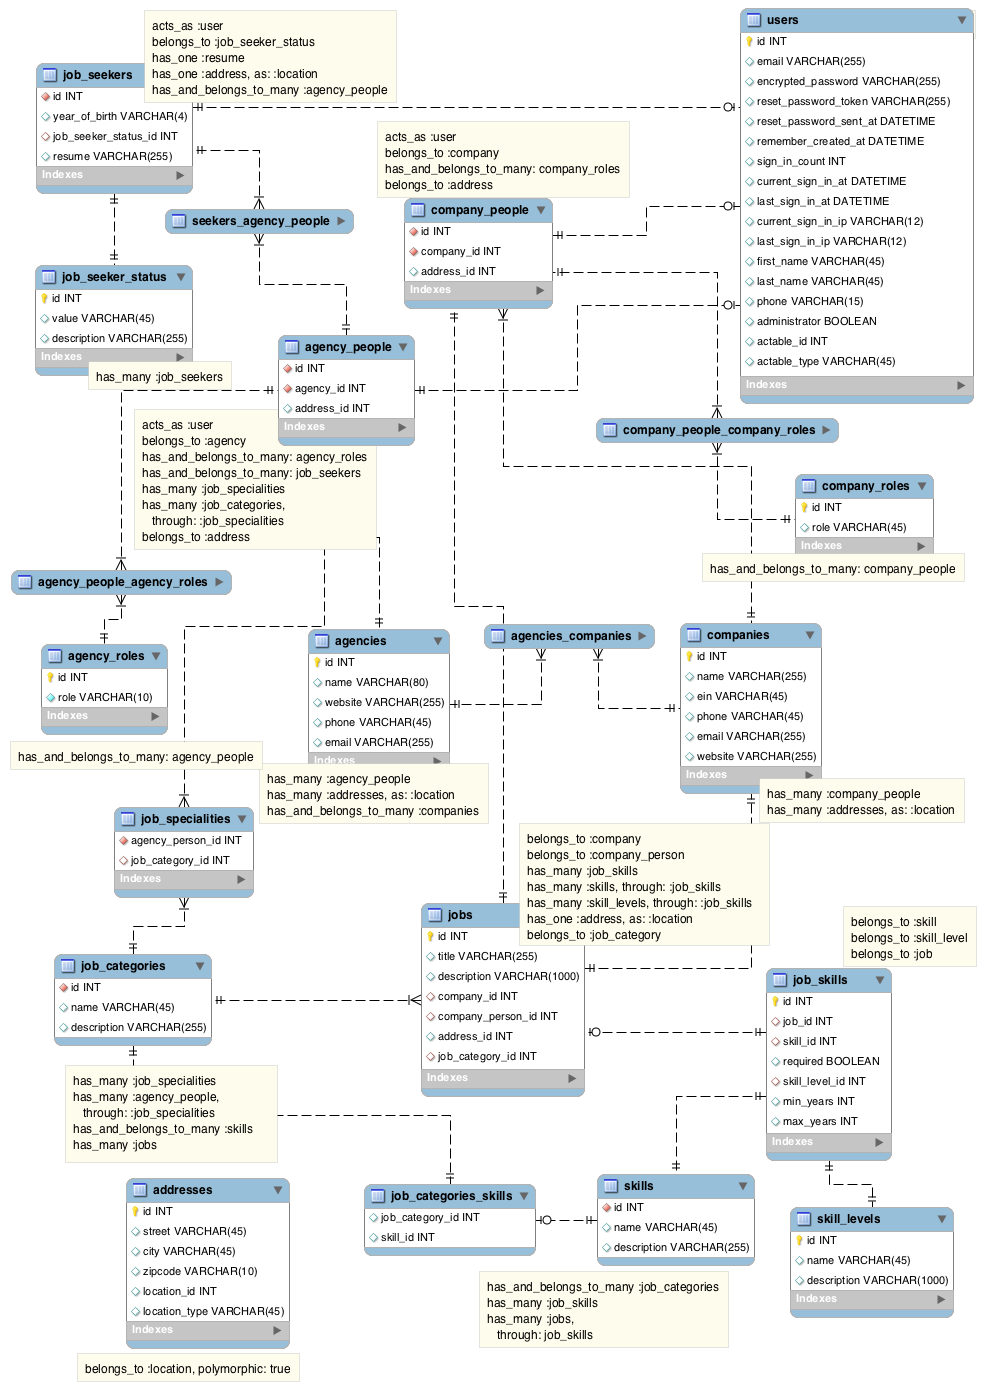 acts_as :user
belongs_to :job_seeker_status
has_one :resume
has_one :address, as: :location
has_and_belongs_to_many :agency_people
job_seekers
id INT
year_of_birth VARCHAR(4)
job_seeker_status_id INT
resume VARCHAR(255)
Indexes
users
id INT
email VARCHAR(255)
encrypted_password VARCHAR(255)
reset_password_token VARCHAR(255)
reset_password_sent_at DATETIME
remember_created_at DATETIME
sign_in_count INT
current_sign_in_at DATETIME
last_sign_in_at DATETIME
current_sign_in_ip VARCHAR(12)
last_sign_in_ip VARCHAR(12)
first_name VARCHAR(45)
last_name VARCHAR(45)
phone VARCHAR(15)
administrator BOOLEAN
actable_id INT
actable_type VARCHAR(45)
Indexes
acts_as :user
belongs_to :company
has_and_belongs_to_many: company_roles
belongs_to :address
company_people
id INT
company_id INT
address_id INT
Indexes
seekers_agency_people
job_seeker_status
id INT
value VARCHAR(45)
description VARCHAR(255)
Indexes
has_many :job_seekers
agency_people
id INT
agency_id INT
address_id INT
Indexes
acts_as :user
belongs_to :agency
has_and_belongs_to_many: agency_roles
has_and_belongs_to_many: job_seekers
has_many :job_specialities
has_many :job_categories,
through: :job_specialities
belongs_to :address
company_people_company_roles
company_roles
id INT
role VARCHAR(45)
Indexes
has_and_belongs_to_many: company_people
agency_people_agency_roles
agency_roles
id INT
role VARCHAR(10)
Indexes
has_and_belongs_to_many: agency_people
agencies
id INT
name VARCHAR(80)
website VARCHAR(255)
phone VARCHAR(45)
email VARCHAR(255)
Indexes
has_many :agency_people
has_many :addresses, as: :location
has_and_belongs_to_many :companies
agencies_companies
companies
id INT
name VARCHAR(255)
ein VARCHAR(45)
phone VARCHAR(45)
email VARCHAR(255)
website VARCHAR(255)
Indexes
has_many :company_people
has_many :addresses, as: :location
job_specialities
agency_person_id INT
job_category_id INT
Indexes
belongs_to :company
belongs_to :company_person
has_many :job_skills
has_many :skills, through: :job_skills
has_many :skill_levels, through: :job_skills
has_one :address, as: :location
belongs_to :job_category
jobs
id INT
title VARCHAR(255)
description VARCHAR(1000)
company_id INT
company_person_id INT
address_id INT
job_category_id INT
Indexes
belongs_to :skill
belongs_to :skill_level
belongs_to :job
job_skills
id INT
job_id INT
skill_id INT
required BOOLEAN
skill_level_id INT
min_years INT
max_years INT
Indexes
job_categories
id INT
name VARCHAR(45)
description VARCHAR(255)
Indexes
has_many :job_specialities
has_many :agency_people,
through: :job_specialities
has_and_belongs_to_many :skills
has_many :jobs
addresses
id INT
street VARCHAR(45)
city VARCHAR(45)
zipcode VARCHAR(10)
location_id INT
location_type VARCHAR(45)
Indexes
belongs_to :location, polymorphic: true
job_categories_skills
job_category_id INT
skill_id INT
skills
id INT
name VARCHAR(45)
description VARCHAR(255)
has_and_belongs_to_many :job_categories
has_many :job_skills
has_many :jobs,
through: job_skills
skill_levels
id INT
name VARCHAR(45)
description VARCHAR(1000)
Indexes